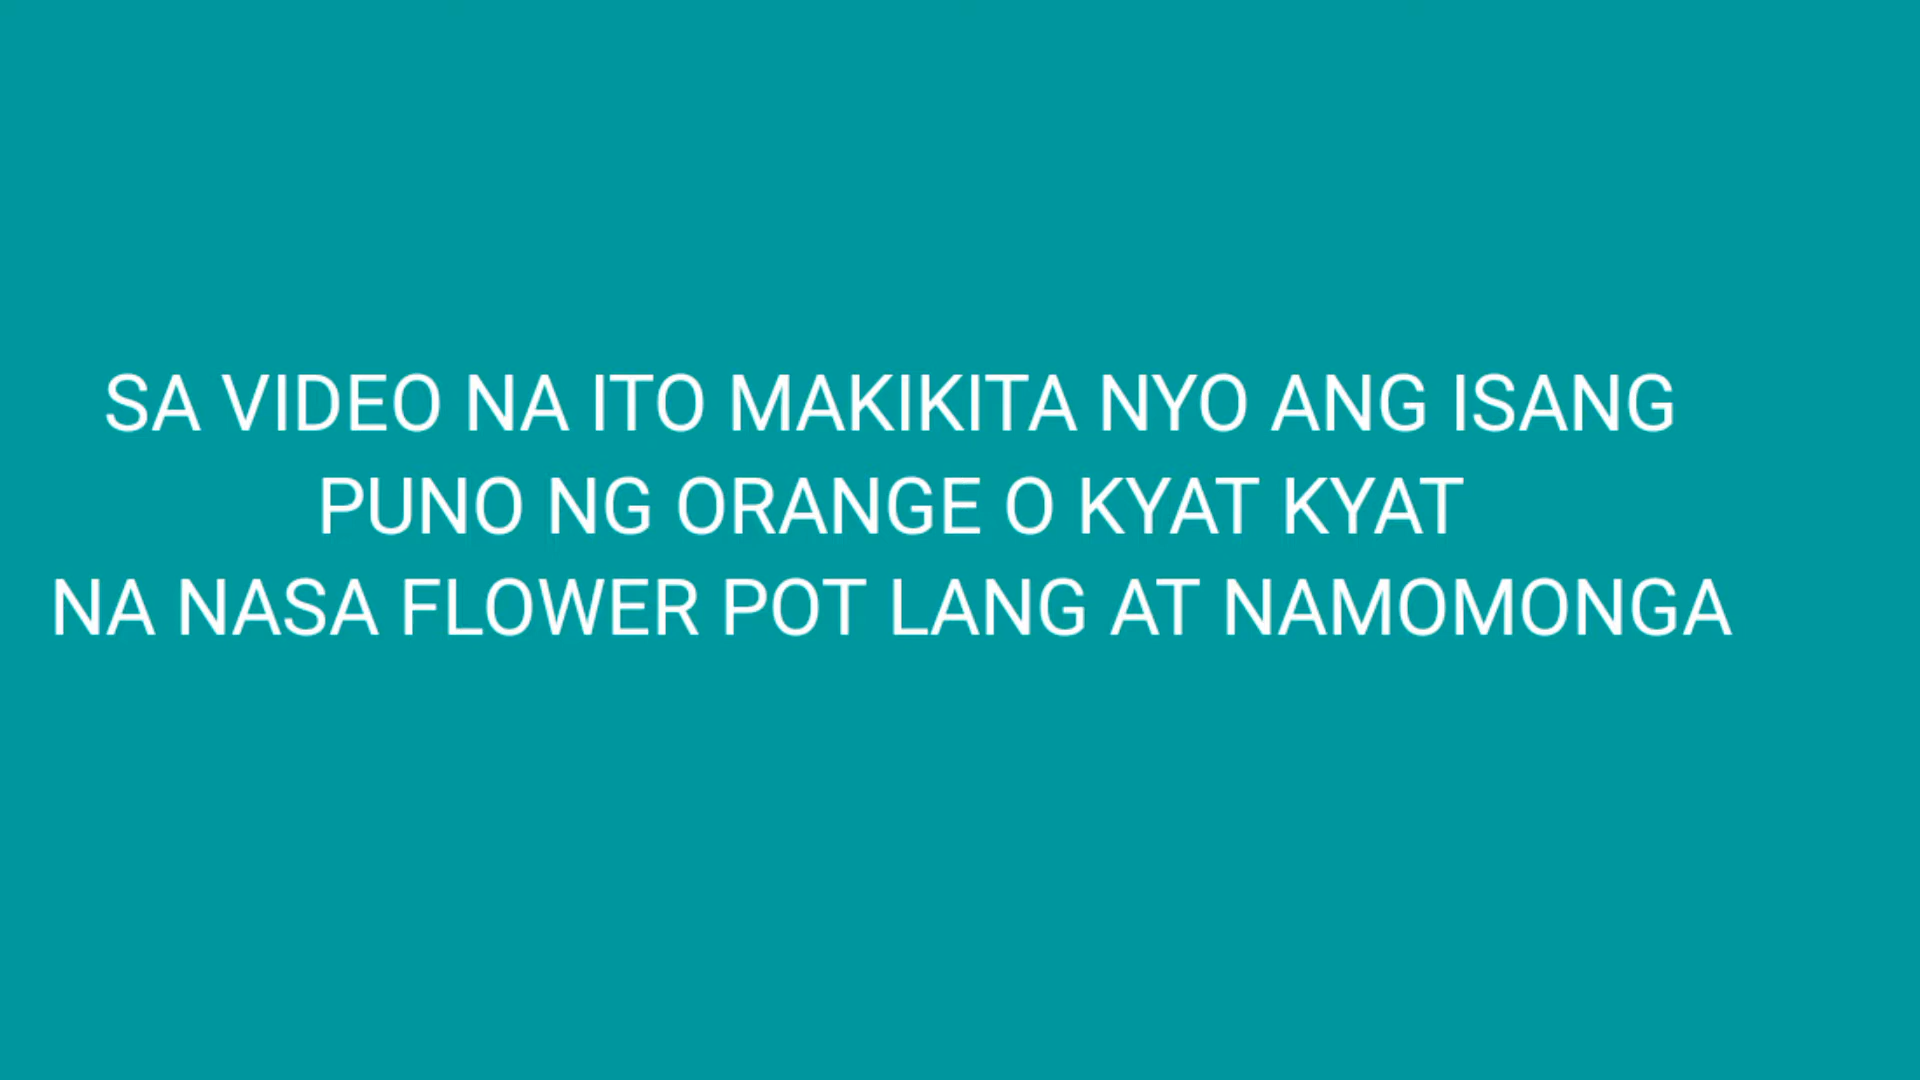 SA VIDEO NA ITO MAKIKITA NYO ANG ISANG
PUNO NG ORANGE O KYAT KYAT
NA NASA FLOWER POT LANG AT NAMOMONGA